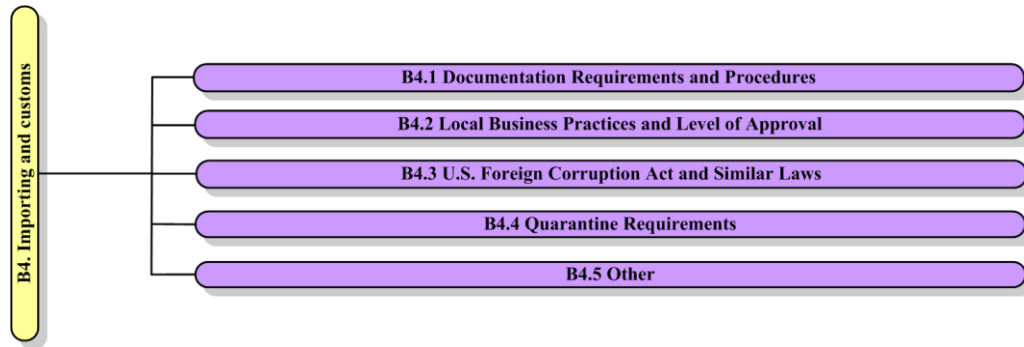 B4. Importing and customs
B4.1 Documentation Requirements and Procedures
B4.2 Local Business Practices and Level of Approval
B4.3 U.S. Foreign Corruption Act and Similar Laws
B4.4 Quarantine Requirements
B4.5 Other